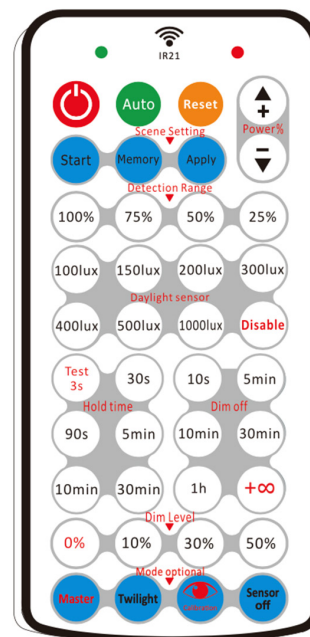 IR21
Auto
Reset
+
Power%
−
Scene Setting
Start
Memory
Apply
Detection Range
100%
75%
50%
25%
100lux
150lux
200lux
300lux
Daylight sensor
400lux
500lux
1000lux
Disable
Test
3s
30s
10s
5min
Hold time
Dim off
90s
5min
10min
30min
10min
30min
1h
+∞
Dim Level
0%
10%
30%
50%
Mode optional
Master
Twilight
Sensor
off